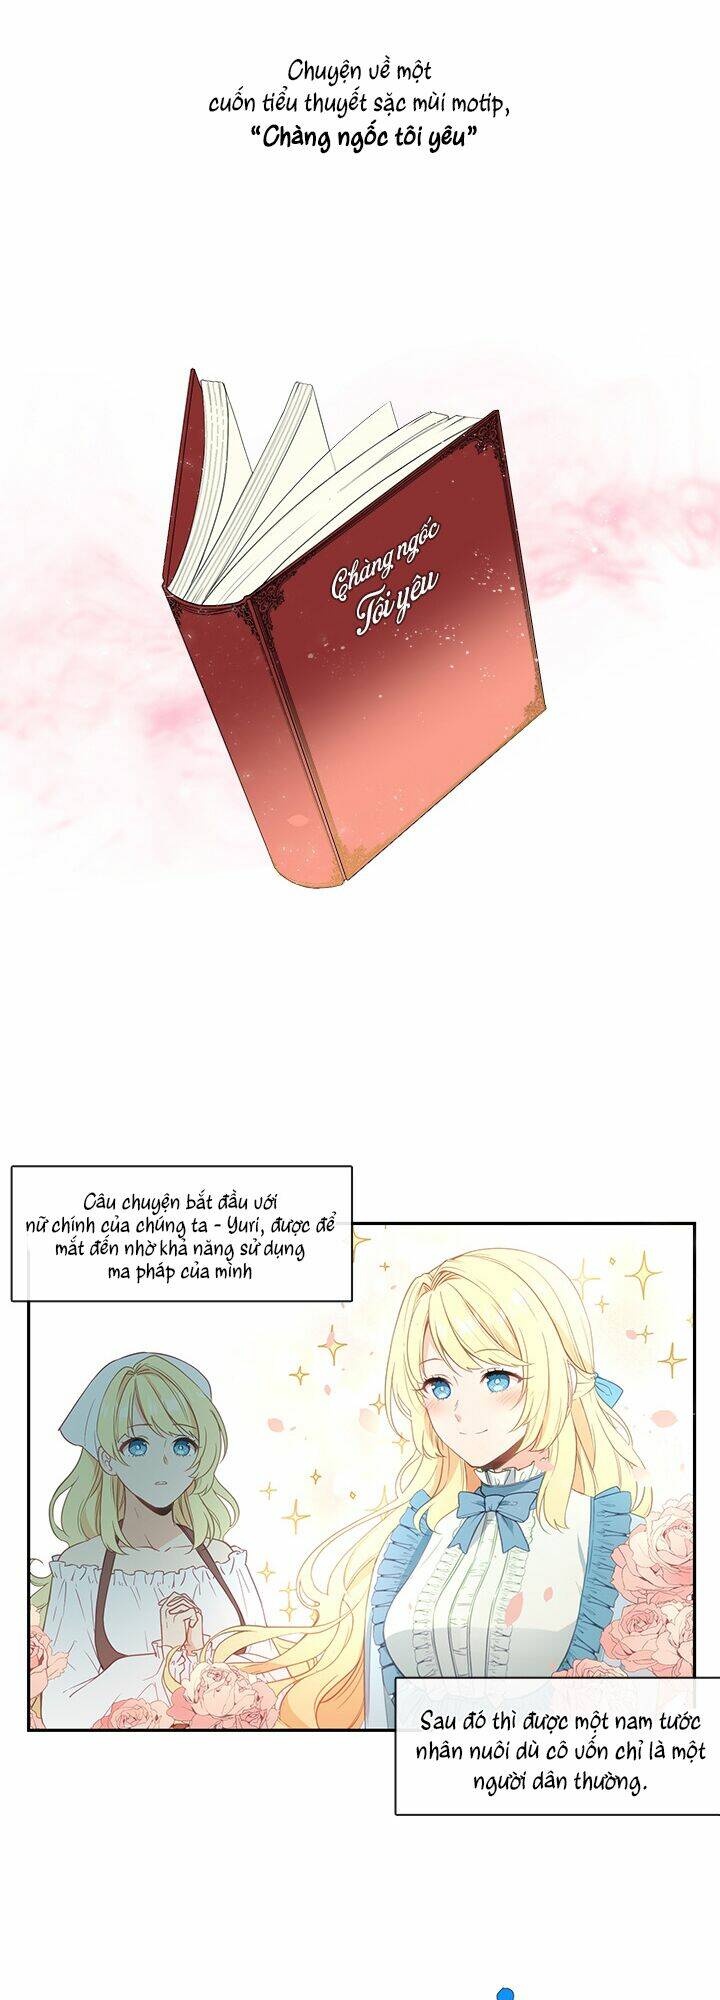 Chuyện về một
cuốn tiểu thuyết sặc mùi motip,
“Chàng ngốc tôi yêu”
Chàng ngốc
Tôi yêu
Câu chuyện bắt đầu với
nữ chính của chúng ta - Yuri, được để
mắt đến nhờ khả năng sử dụng
ma pháp của mình
Sau đó thì được một nam tước
nhân nuôi dù cô vốn chỉ là một
người dân thường.